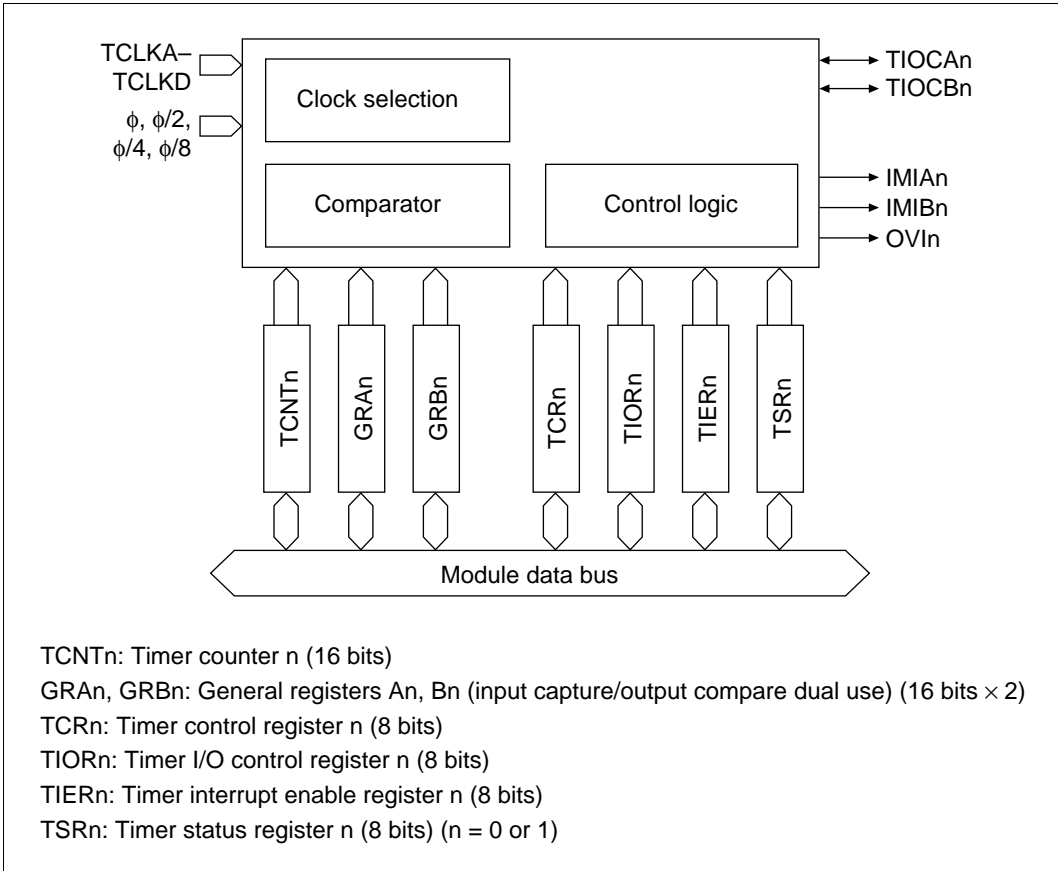 TCLKA–
TCLKD
ϕ, ϕ/2,
ϕ/4, ϕ/8
Clock selection
Comparator
Control logic
TIOCAn
TIOCBn
IMIAn
IMIBn
OVIn
TCNTn
GRAn
GRBn
TCRn
TIORn
TIERn
TSRn
Module data bus
TCNTn: Timer counter n (16 bits)
GRAn, GRBn: General registers An, Bn (input capture/output compare dual use) (16 bits × 2)
TCRn: Timer control register n (8 bits)
TIORn: Timer I/O control register n (8 bits)
TIERn: Timer interrupt enable register n (8 bits)
TSRn: Timer status register n (8 bits) (n = 0 or 1)